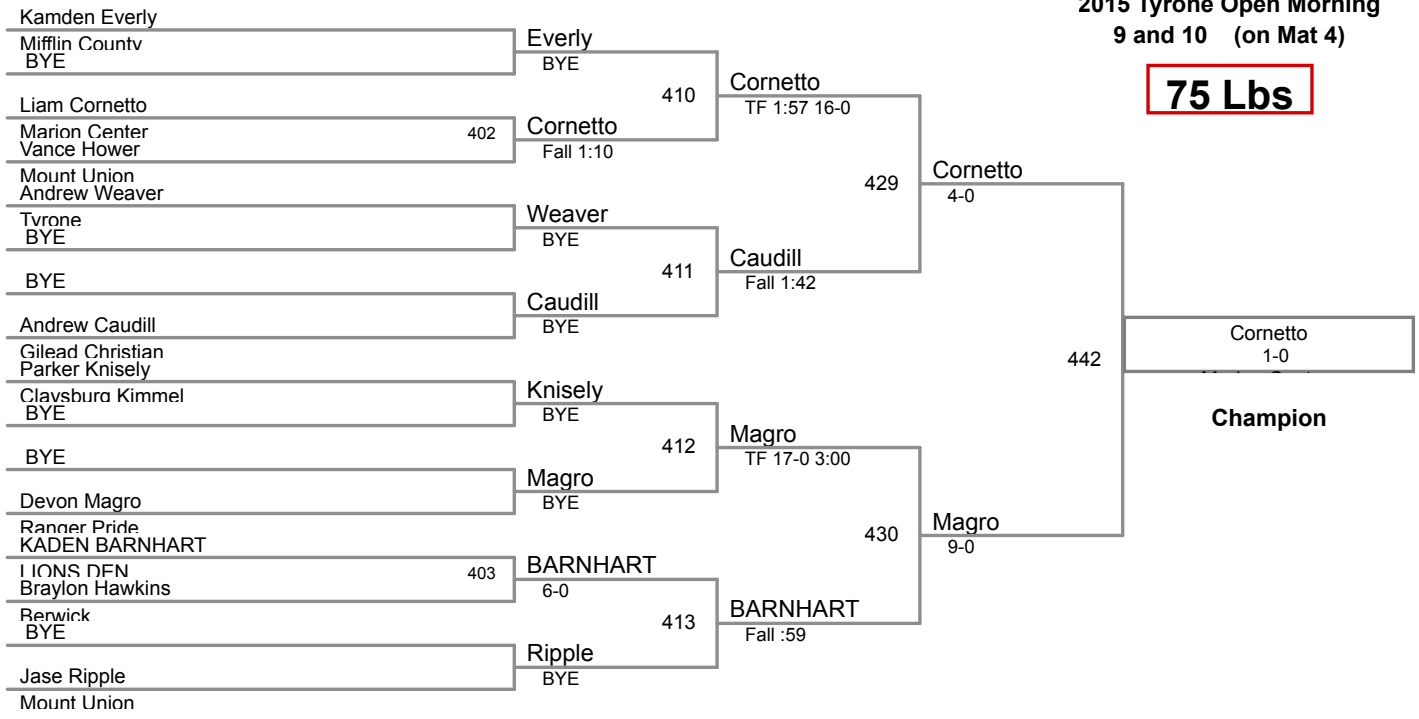 2015 Tyrone Open Morning
9 and 10 (on Mat 4)
75 Lbs
Kamden Everly
Mifflin County
BYE
Liam Cornetto
Marion Center
Vance Hower
Mount Union
Andrew Weaver
Tyrone
BYE
BYE
Andrew Caudill
Gilead Christian
Parker Knisely
Claysburg Kimmel
BYE
BYE
Devon Magro
Ranger Pride
KADEN BARNHART
LIONS DEN
Braylon Hawkins
Berwick
BYE
Jase Ripple
Mount Union
402
403
Everly
BYE
Cornetto
Fall 1:10
Weaver
BYE
Caudill
BYE
Knisely
BYE
Magro
BYE
BARNHART
6-0
Ripple
BYE
410
411
412
413
Cornetto
TF 1:57 16-0
Caudill
Fall 1:42
Magro
TF 17-0 3:00
BARNHART
Fall :59
429
430
Cornetto
4-0
Magro
9-0
442
Cornetto
1-0
Champion